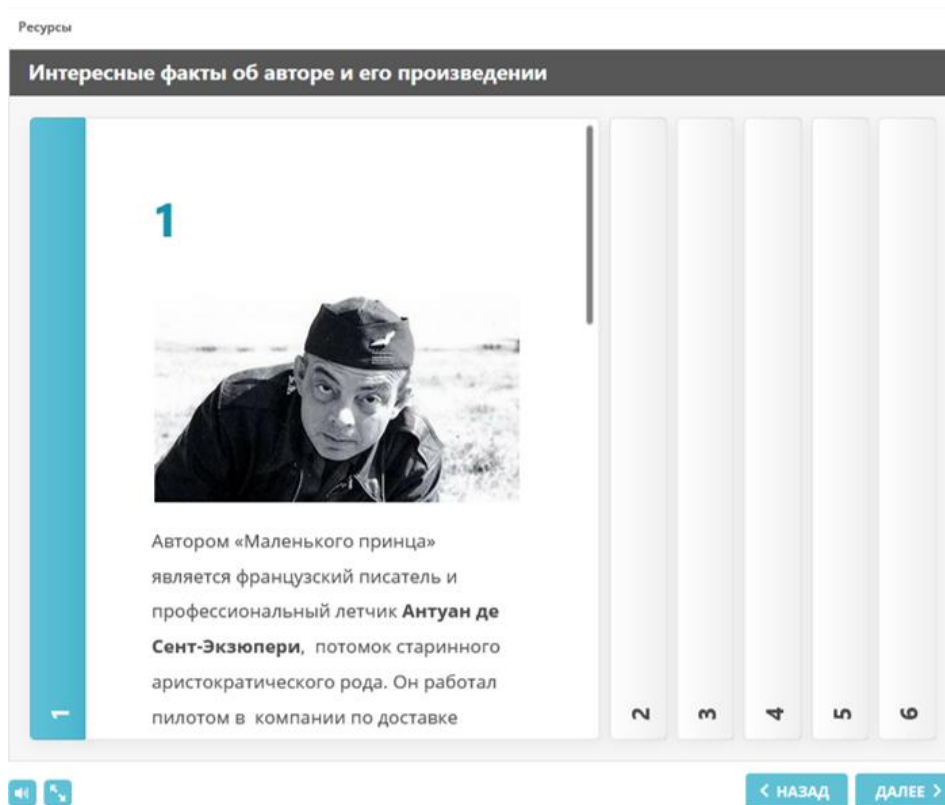 Ресурсы
Интересные факты об авторе и его произведении
1
Автором «Маленького принца»
является французский писатель и
профессиональный летчик Антуан де
Сент-Экзюпери, потомок старинного
аристократического рода. Он работал
пилотом в компании по доставке
1
2
3
4
5
6
НАЗАД
ДАЛЕЕ